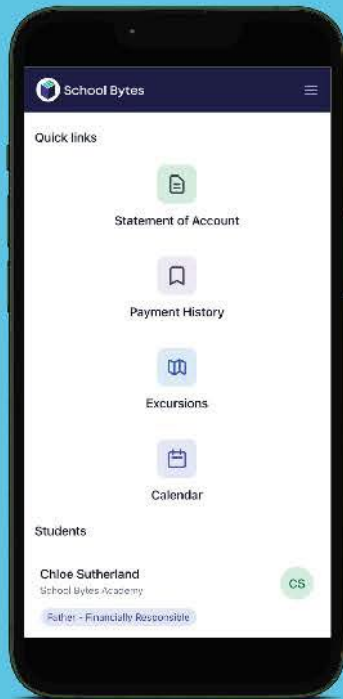 School Bytes
Quick links
Statement of Account
Payment History
Excursions
Calendar
Students
Chloe Sutherland
CS
School Bytes Academy
Father - Financially Responsible